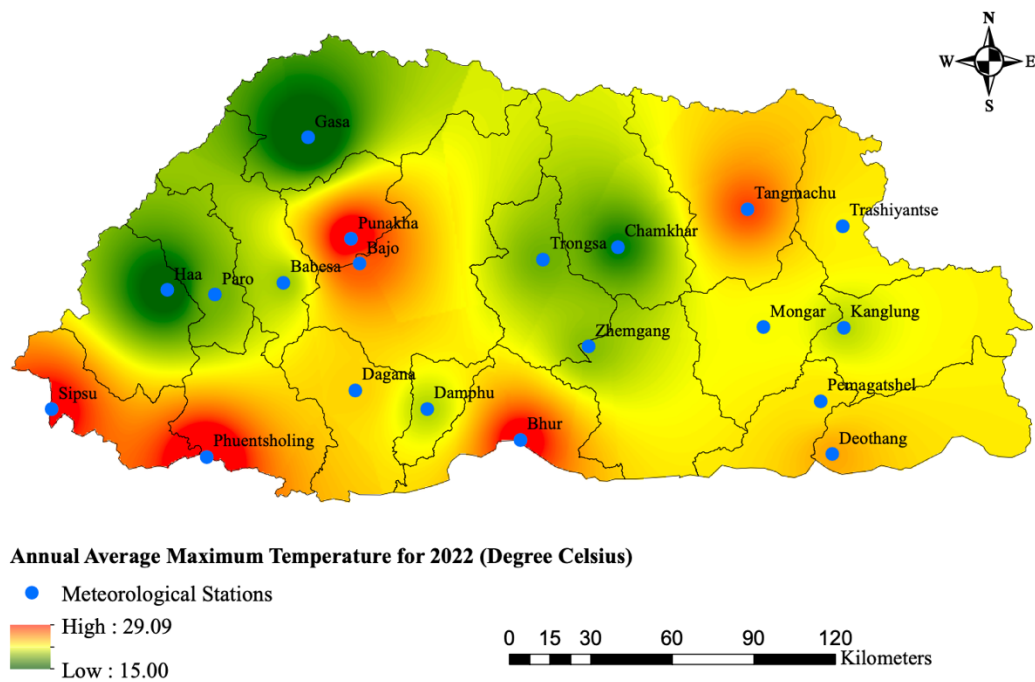 N
W E
S
Gasa
Punakha
Bajo
Tangmachu
Trashiyantse
Trongsa
Chamkhar
Haa
Paro
Babesa
Zhemgang
Mongar
Kanglung
Sipsu
Dagana
Damphu
Pemagatshel
Phuentsholing
Bhur
Deothang
Annual Average Maximum Temperature for 2022 (Degree Celsius)
Meteorological Stations
High : 29.09
Low : 15.00
0 15 30 60 90 120
Kilometers